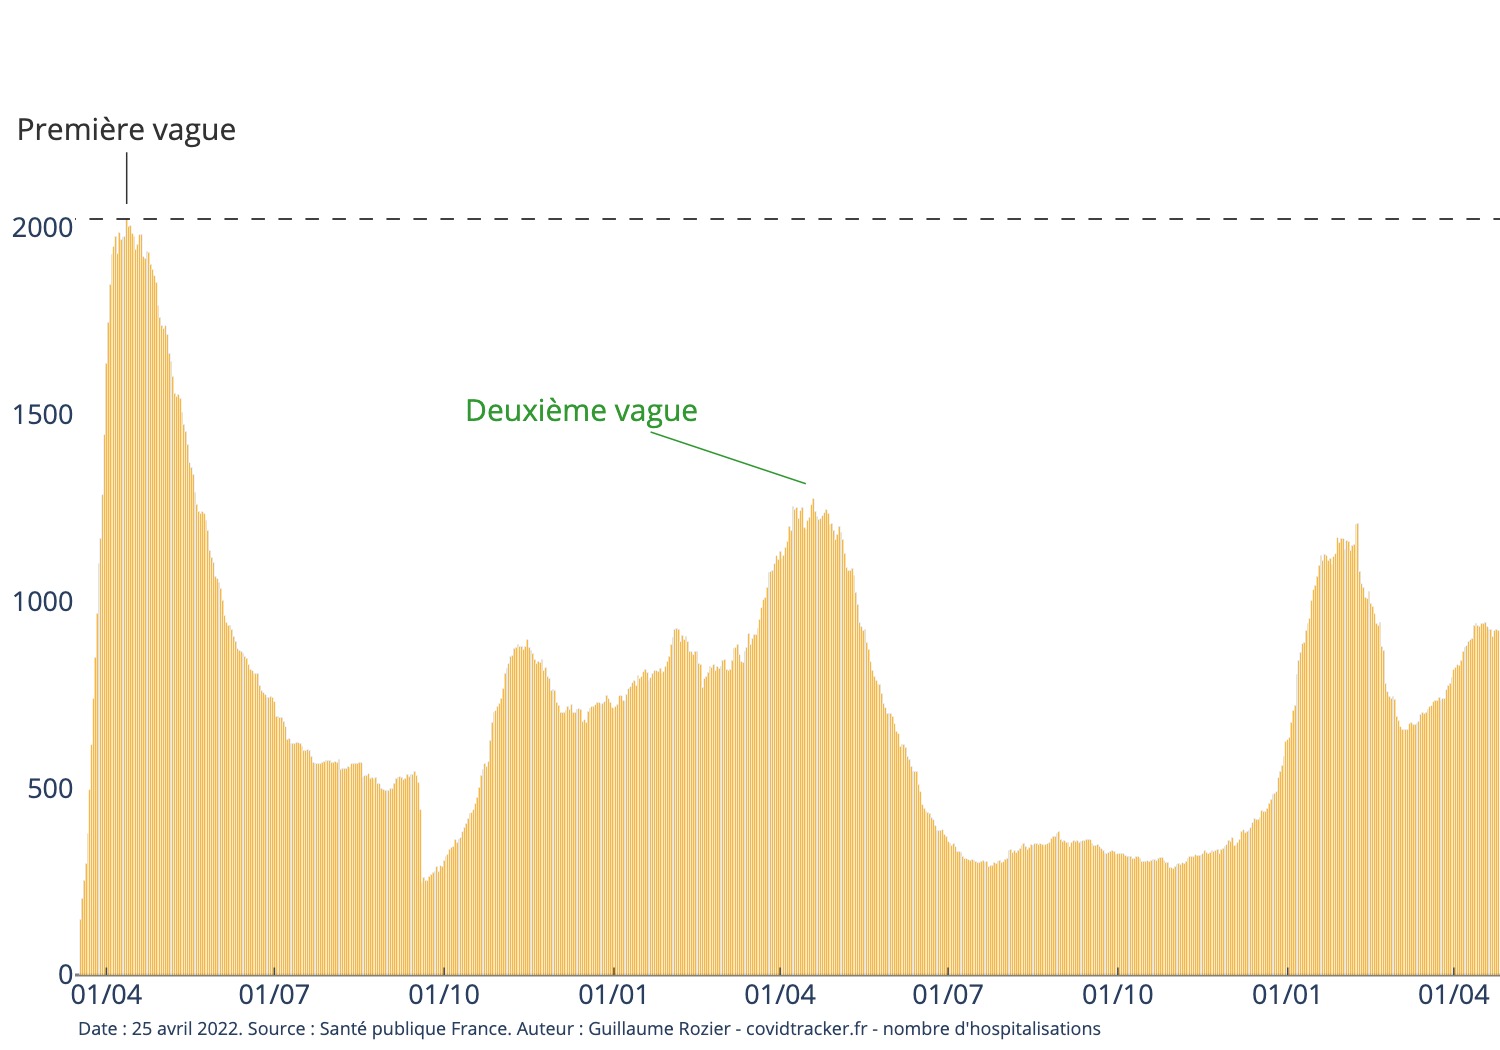 Première vague
2000
1500
Deuxième vague
1000
500
0
01/04 01/07 01/10 01/01 01/04 01/07 01/10 01/01 01/04
Date : 25 avril 2022. Source : Santé publique France. Auteur : Guillaume Rozier - covidtracker.fr - nombre d'hospitalisations